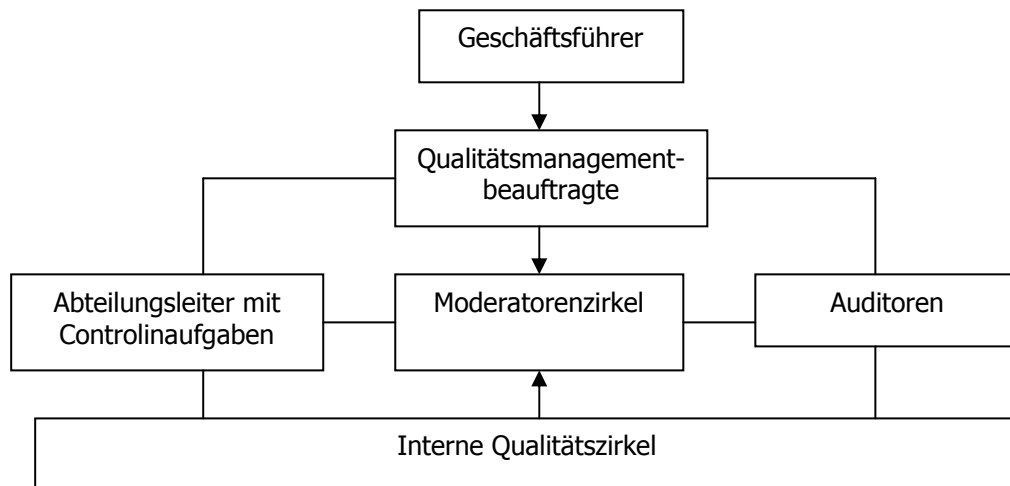 Geschäftsführer
Qualitätsmanagement-
beauftragte
Abteilungsleiter mit
Controlinaufgaben
Moderatorenzirkel
Auditoren
Interne Qualitätszirkel